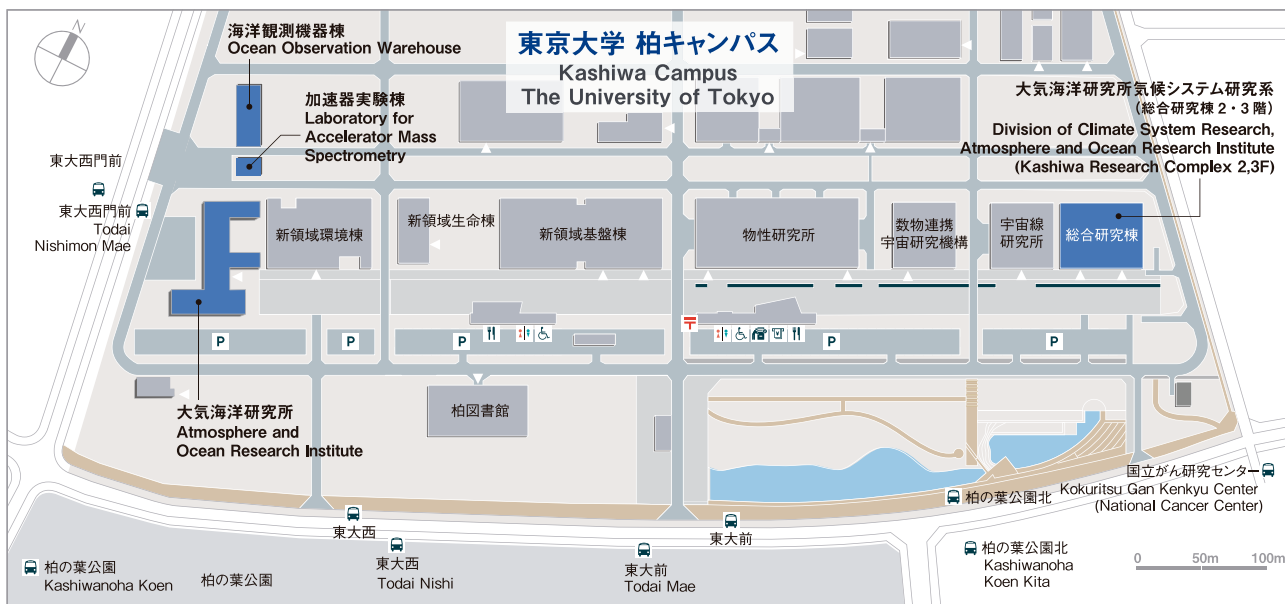 N
海洋観測機器棟
Ocean Observation Warehouse
東京大学 柏キャンパス
Kashiwa Campus
The University of Tokyo
加速器実験棟
Laboratory for
Accelerator Mass
Spectrometry
大気海洋研究所気候システム研究系
(総合研究棟 2・3 階)
Division of Climate System Research,
Atmosphere and Ocean Research Institute
(Kashiwa Research Complex 2,3F)
東大西門前
東大西門前
Todai
Nishimon Mae
新領域環境棟
新領域生命棟
新領域基盤棟
物性研究所
数物連携
宇宙研究機構
宇宙線
研究所
総合研究棟
〒
P
P
P
P
P
柏図書館
大気海洋研究所
Atmosphere and
Ocean Research Institute
国立がん研究センター
Kokuritsu Gan Kenkyu Center
(National Cancer Center)
柏の葉公園北
東大西
東大前
柏の葉公園
Kashiwanoha Koen
柏の葉公園
東大西
Todai Nishi
東大前
Todai Mae
柏の葉公園北
Kashiwanoha
Koen Kita
0 50m 100m